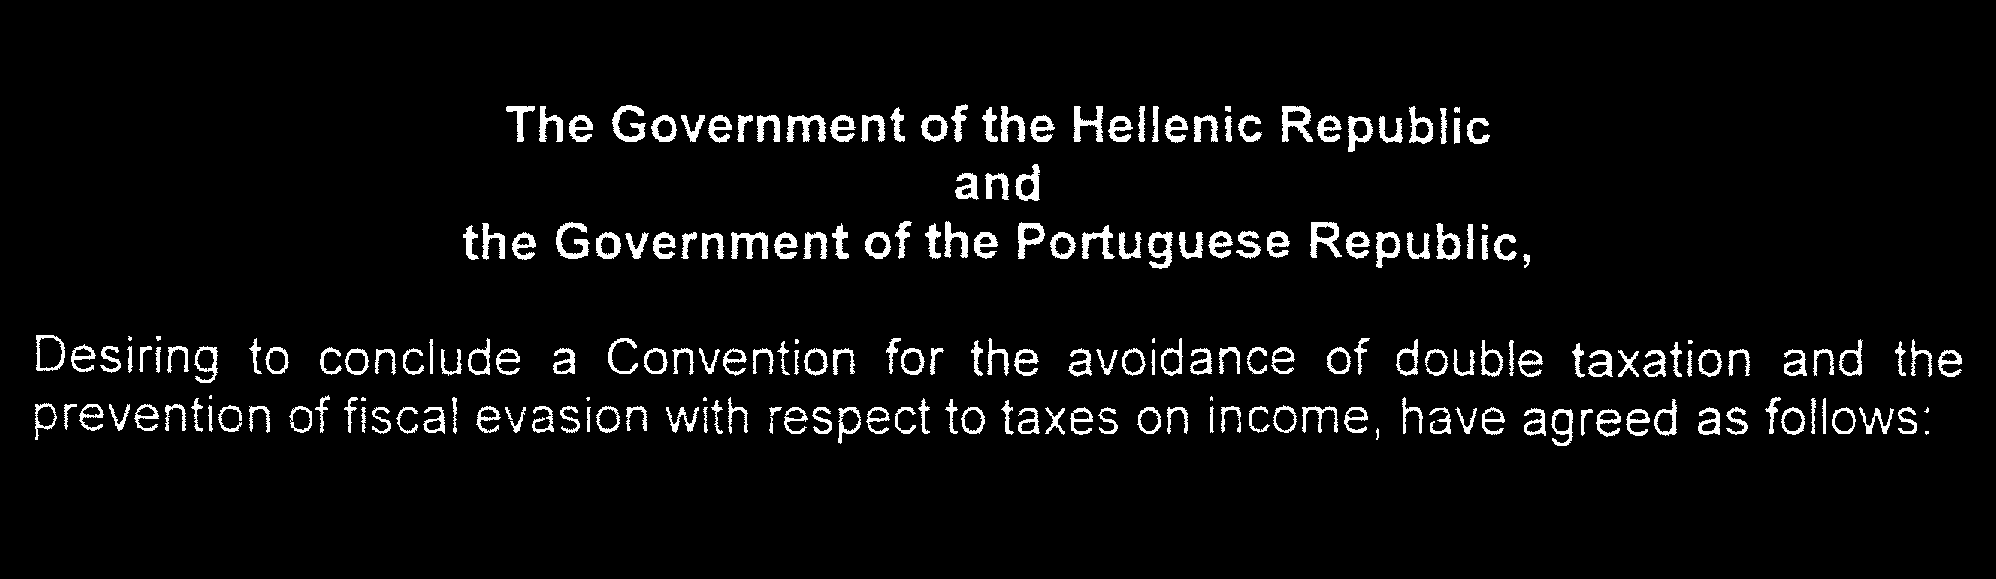 The Government of the Hellenic Republic
and
the Government of the Portuguese Republic,
Desiring to conclude a Convention for the avoidance of double taxation and the
prevention of fiscal evasion with respect to taxes on income, have agreed as follows: